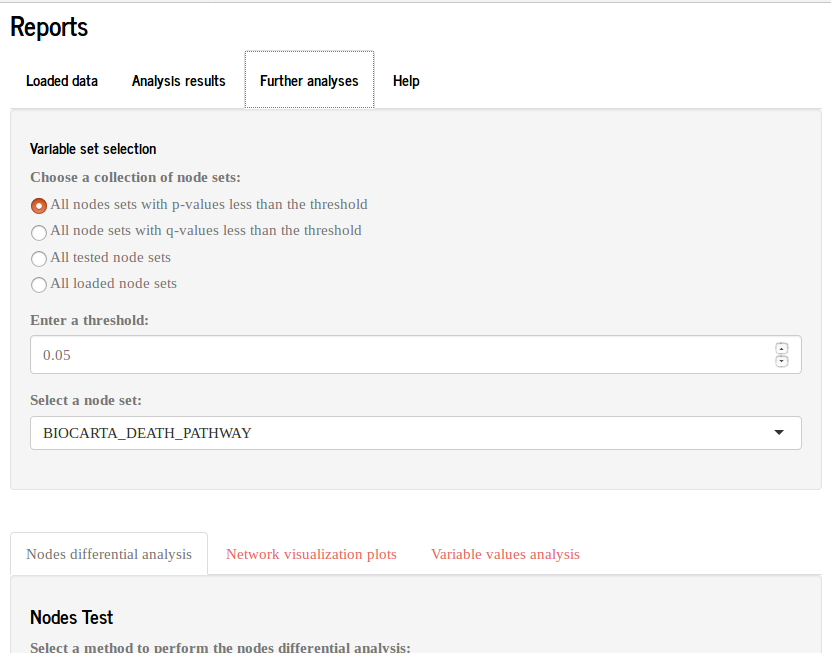 Reports
Loaded data Analysis results Further analyses Help
Variable set selection
Choose a collection of node sets:
All nodes sets with p-values less than the threshold
All node sets with q-values less than the threshold
All tested node sets
All loaded node sets
Enter a threshold:
0.05
Select a node set:
BIOCARTA_DEATH_PATHWAY
Nodes differential analysis Network visualization plots Variable values analysis
Nodes Test
Select a method to perform the nodes differential analysis: